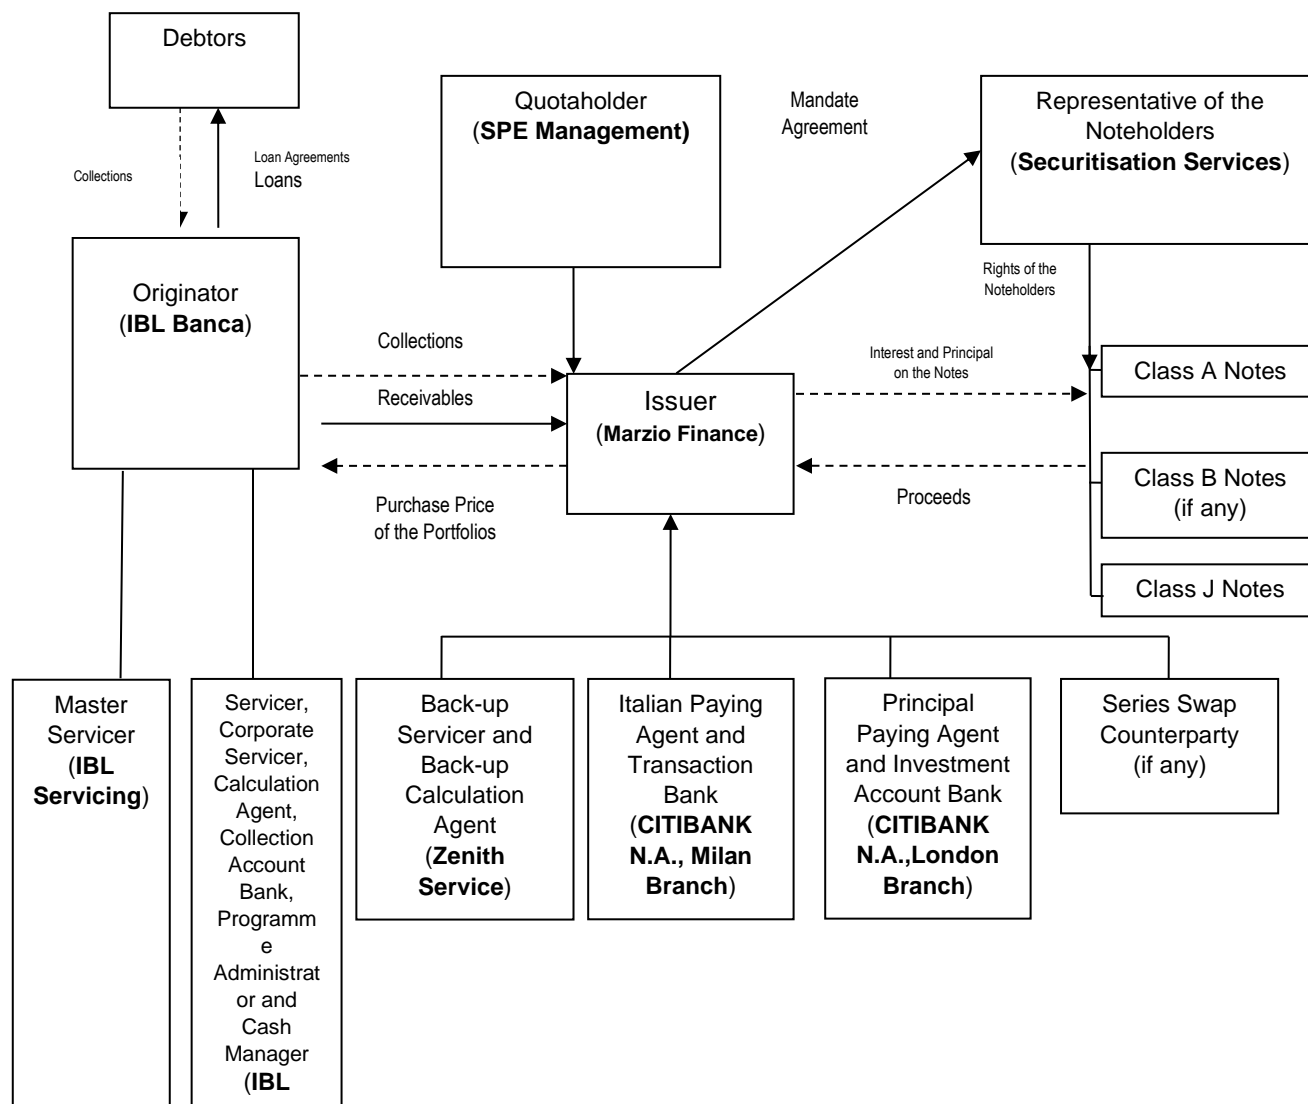 Debtors
Quotaholder
(SPE Management)
Mandate
Agreement
Representative of the
Noteholders
(Securitisation Services)
Collections
Loan Agreements
Loans
Originator
(IBL Banca)
Rights of the
Noteholders
Collections
Receivables
Purchase Price
of the Portfolios
Issuer
(Marzio Finance)
Interest and Principal
on the Notes
Proceeds
Class A Notes
Class B Notes
(if any)
Class J Notes
Master
Servicer
(IBL
Servicing)
Servicer,
Corporate
Servicer,
Calculation
Agent,
Collection
Account
Bank,
Programm
e
Administrat
or and
Cash
Manager
(IBL
Back-up
Servicer and
Back-up
Calculation
Agent
(Zenith
Service)
Italian Paying
Agent and
Transaction
Bank
(CITIBANK
N.A., Milan
Branch)
Principal
Paying Agent
and Investment
Account Bank
(CITIBANK
N.A.,London
Branch)
Series Swap
Counterparty
(if any)